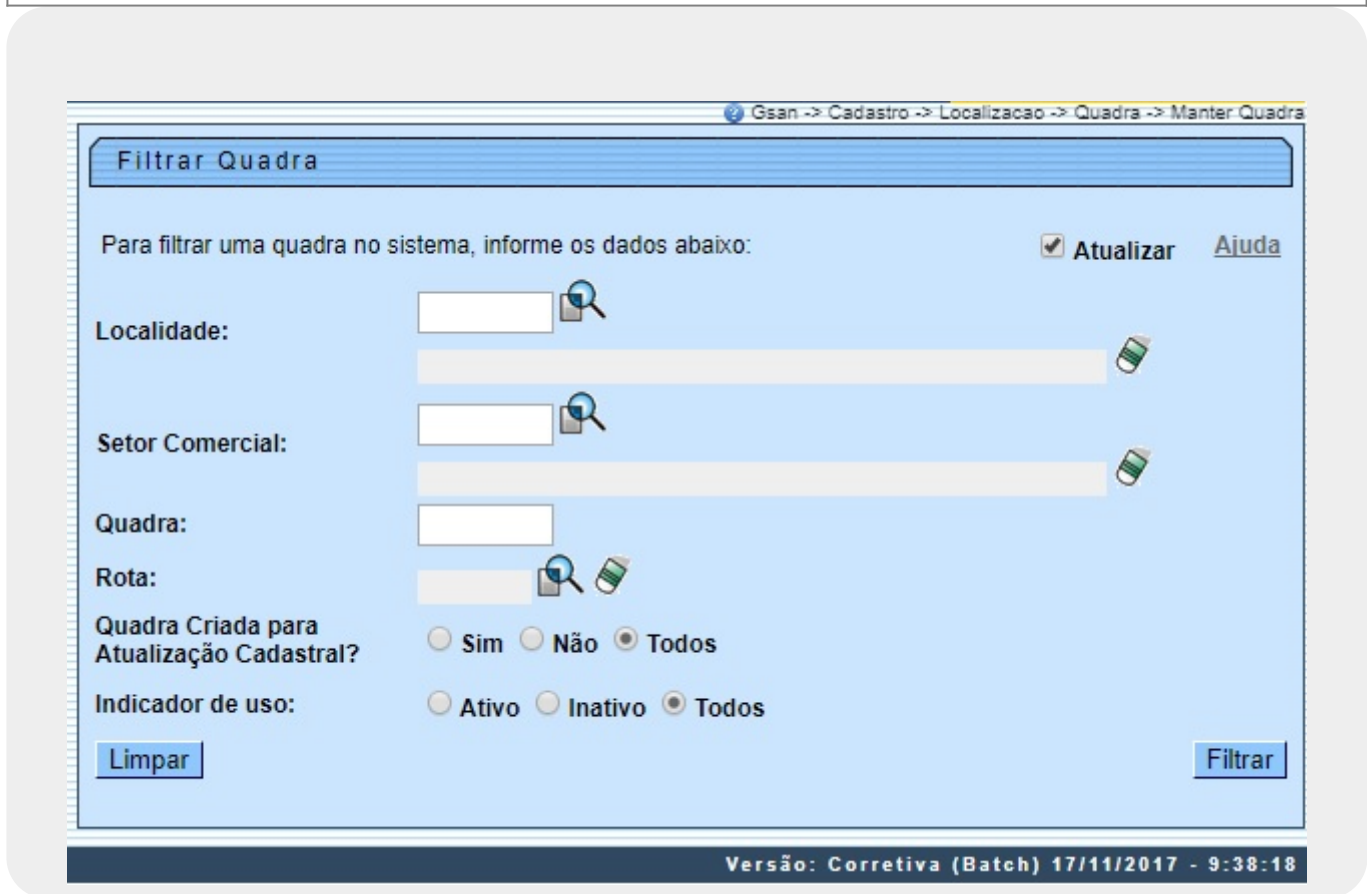 Gsan -> Cadastro -> Localizacao -> Quadra -> Manter Quadra
Filtrar Quadra
Para filtrar uma quadra no sistema, informe os dados abaixo: Atualizar Ajuda
Localidade:
Setor Comercial:
Quadra:
Rota:
Quadra Criada para
Atualização Cadastral? Sim Não Todos
Indicador de uso: Ativo Inativo Todos
Limpar Filtrar
Versão: Corretiva (Batch) 17/11/2017 - 9:38:18